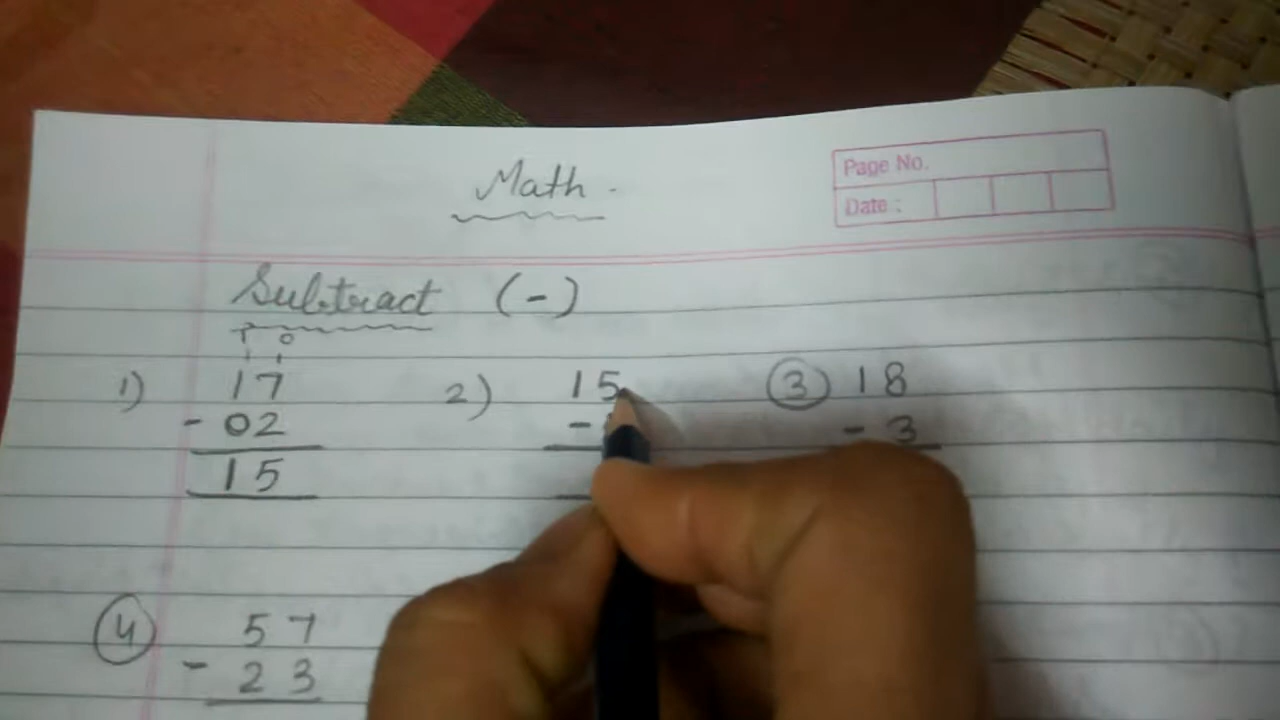 Math.
Page No.
Date :
Subtract (-)
T O
1) 17 2) 15 3 18
- 02 - - 3
15
4 57
- 23